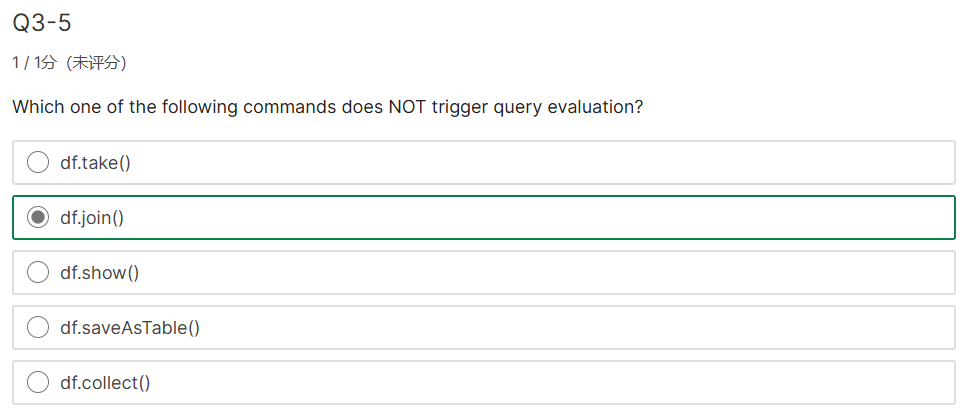 Q3-5
1 / 1分（未评分）
Which one of the following commands does NOT trigger query evaluation?
df.take()
df.join()
df.show()
df.saveAsTable()
df.collect()